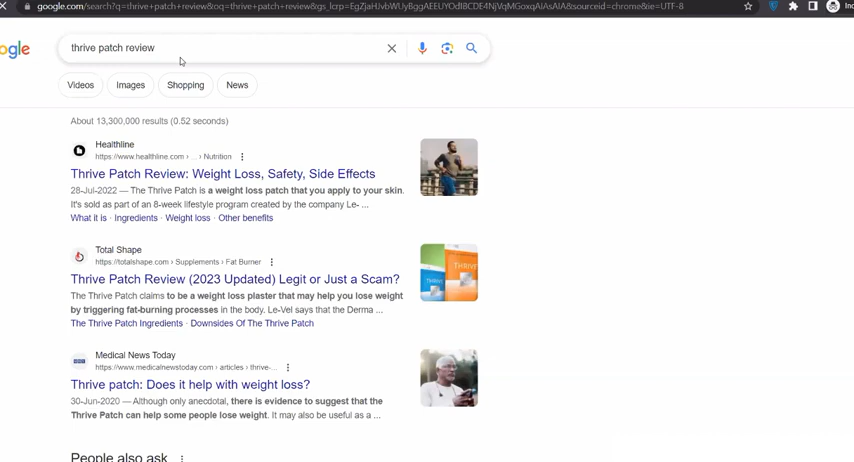 google.com/search?q=thrive+patch+review&oq=thrive+patch+review&gs_lcrp=EgZjaHJvbWUyBggAEEUYOdIBCDE4NjVqMGoxqAIAsAIA&sourceid=chrome&ie=UTF-8
ogle
thrive patch review
Videos Images Shopping News
About 13,300,000 results (0.52 seconds)
Healthline
https://www.healthline.com › ... › Nutrition
Thrive Patch Review: Weight Loss, Safety, Side Effects
28-Jul-2022 — The Thrive Patch is a weight loss patch that you apply to your skin.
It's sold as part of an 8-week lifestyle program created by the company Le- ...
What it is · Ingredients · Weight loss · Other benefits
Total Shape
https://totalshape.com › Supplements › Fat Burner
Thrive Patch Review (2023 Updated) Legit or Just a Scam?
The Thrive Patch claims to be a weight loss plaster that may help you lose weight
by triggering fat-burning processes in the body. Le-Vel says that the Derma ...
The Thrive Patch Ingredients · Downsides Of The Thrive Patch
THRIVE
Medical News Today
https://www.medicalnewstoday.com › articles › thrive-...
Thrive patch: Does it help with weight loss?
30-Jun-2020 — Although only anecdotal, there is evidence to suggest that the
Thrive Patch can help some people lose weight. It may also be useful as a ...
People also ask